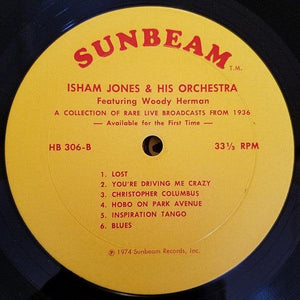 SUNBEAM T.M.
ISHAM JONES & HIS ORCHESTRA
Featuring Woody Herman
A COLLECTION OF RARE LIVE BROADCASTS FROM 1936
— Available for the First Time —
HB 306-B 33⅓ RPM
1. LOST
2. YOU'RE DRIVING ME CRAZY
3. CHRISTOPHER COLUMBUS
4. HOBO ON PARK AVENUE
5. INSPIRATION TANGO
6. BLUES
℗ 1974 Sunbeam Records, Inc.